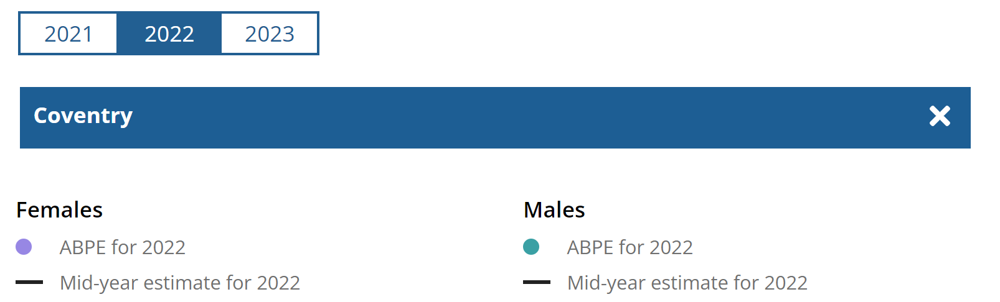 2021 2022 2023
Coventry
Females
ABPE for 2022
Mid-year estimate for 2022
Males
ABPE for 2022
Mid-year estimate for 2022